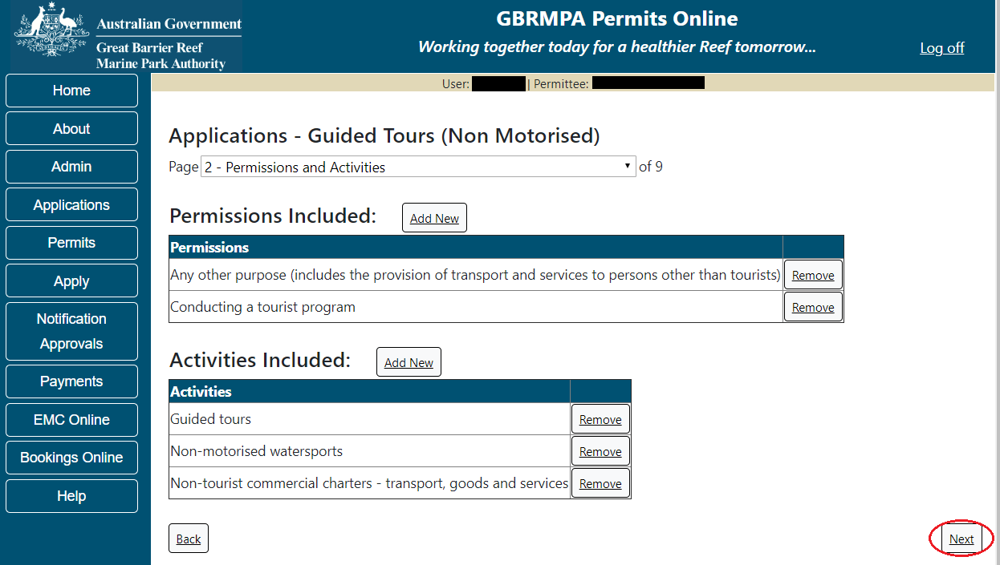 Australian Government
Great Barrier Reef
Marine Park Authority
GBRMPA Permits Online
Working together today for a healthier Reef tomorrow...
Log off
User: | Permittee:
Home
About
Admin
Applications
Permits
Apply
Notification
Approvals
Payments
EMC Online
Bookings Online
Help
Applications - Guided Tours (Non Motorised)
Page 2 - Permissions and Activities of 9
Permissions Included: Add New
Permissions
Any other purpose (includes the provision of transport and services to persons other than tourists) Remove
Conducting a tourist program Remove
Activities Included: Add New
Activities
Guided tours Remove
Non-motorised watersports Remove
Non-tourist commercial charters - transport, goods and services Remove
Back Next